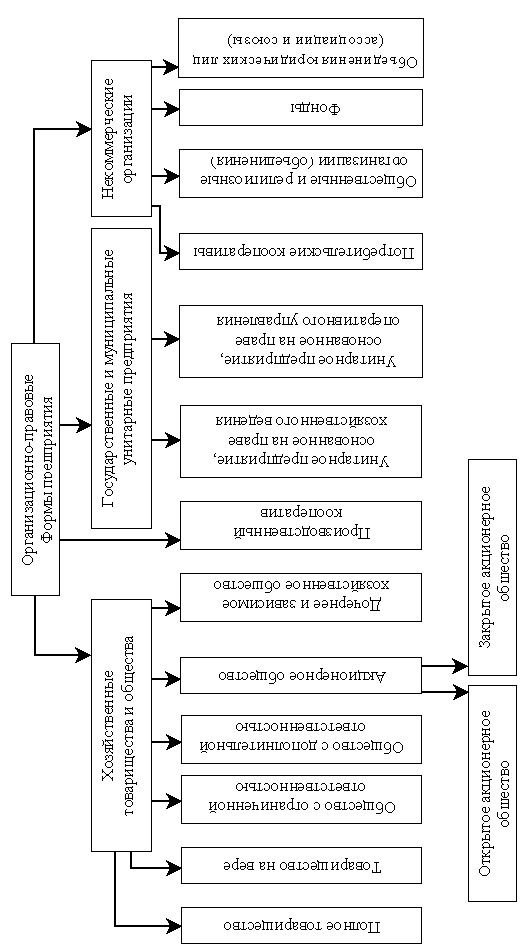 Организационно-правовые
Формы предприятия
Хозяйственные
товарищества и общества
Государственные и муниципальные
унитарные предприятия
Некоммерческие
организации
Полное товарищество
Товарищество на вере
Общество с ограниченной
ответственностью
Общество с дополнительной
ответственностью
Акционерное общество
Дочернее и зависимое
хозяйственное общество
Производственный
кооператив
Унитарное предприятие,
основанное на праве
хозяйственного ведения
Унитарное предприятие,
основанное на праве
оперативного управления
Потребительские кооперативы
Общественные и религиозные
организации (объединения)
Фонды
Объединения юридических лиц
(ассоциации и союзы)
Открытое акционерное
общество
Закрытое акционерное
общество